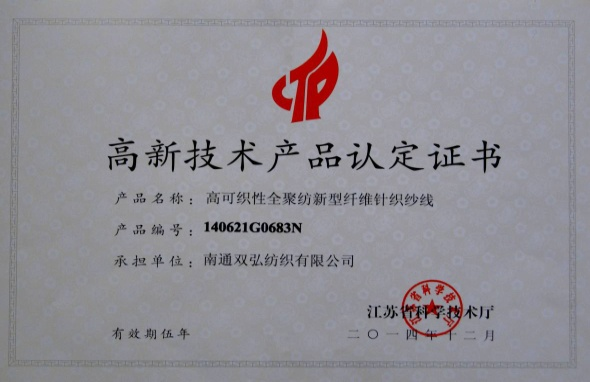 高新技术产品认定证书
产品名称：高可织性全聚纺新型纤维针织纱线
产品编号：140621G0683N
承担单位：南通双弘纺织有限公司
江苏省科学技术厅
有效期伍年
二〇一四年十二月